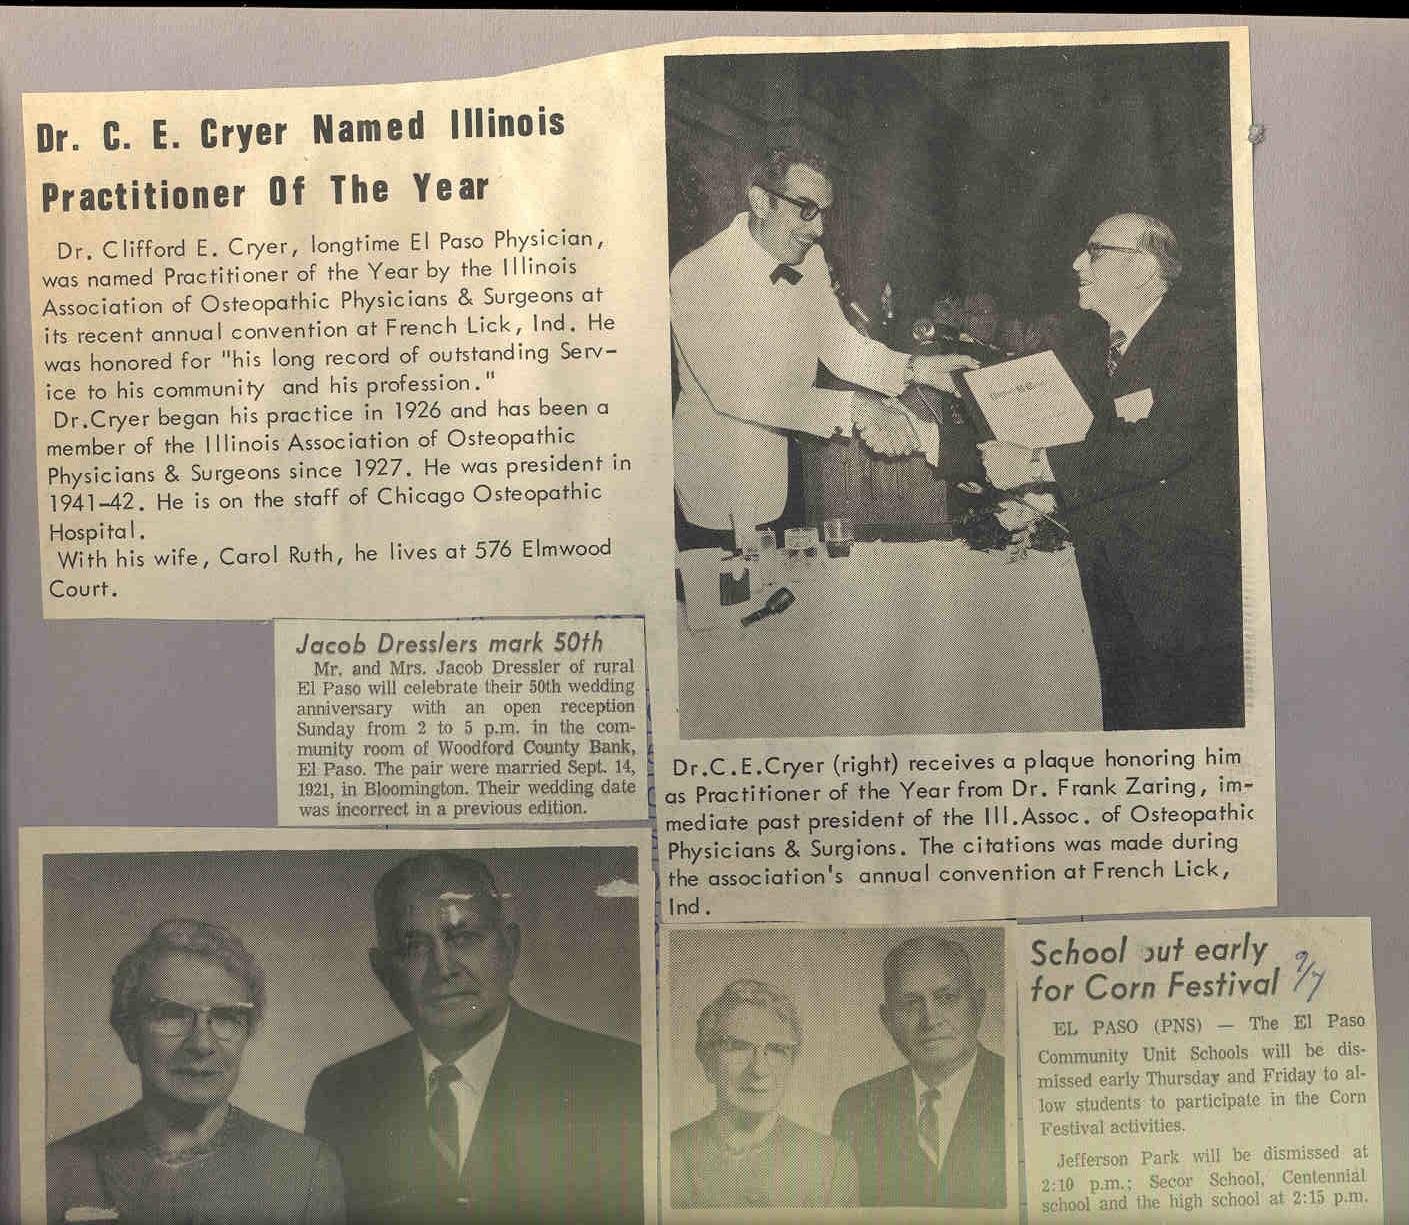 Dr. C. E. Cryer Named Illinois
Practitioner Of The Year
Dr. Clifford E. Cryer, longtime El Paso Physician,
was named Practitioner of the Year by the Illinois
Association of Osteopathic Physicians & Surgeons at
its recent annual convention at French Lick, Ind. He
was honored for "his long record of outstanding Serv-
ice to his community and his profession."
Dr.Cryer began his practice in 1926 and has been a
member of the Illinois Association of Osteopathic
Physicians & Surgeons since 1927. He was president in
1941-42. He is on the staff of Chicago Osteopathic
Hospital.
With his wife, Carol Ruth, he lives at 576 Elmwood
Court.
Jacob Dresslers mark 50th
Mr. and Mrs. Jacob Dressler of rural
El Paso will celebrate their 50th wedding
anniversary with an open reception
Sunday from 2 to 5 p.m. in the com-
munity room of Woodford County Bank,
El Paso. The pair were married Sept. 14,
1921, in Bloomington. Their wedding date
was incorrect in a previous edition.
Dr.C.E.Cryer (right) receives a plaque honoring him
as Practitioner of the Year from Dr. Frank Zaring, im-
mediate past president of the Ill.Assoc. of Osteopathic
Physicians & Surgions. The citations was made during
the association's annual convention at French Lick,
Ind.
School out early
for Corn Festival 9/7
EL PASO (PNS) — The El Paso
Community Unit Schools will be dis-
missed early Thursday and Friday to al-
low students to participate in the Corn
Festival activities.
Jefferson Park will be dismissed at
2:10 p.m.; Secor School, Centennial
school and the high school at 2:15 p.m.